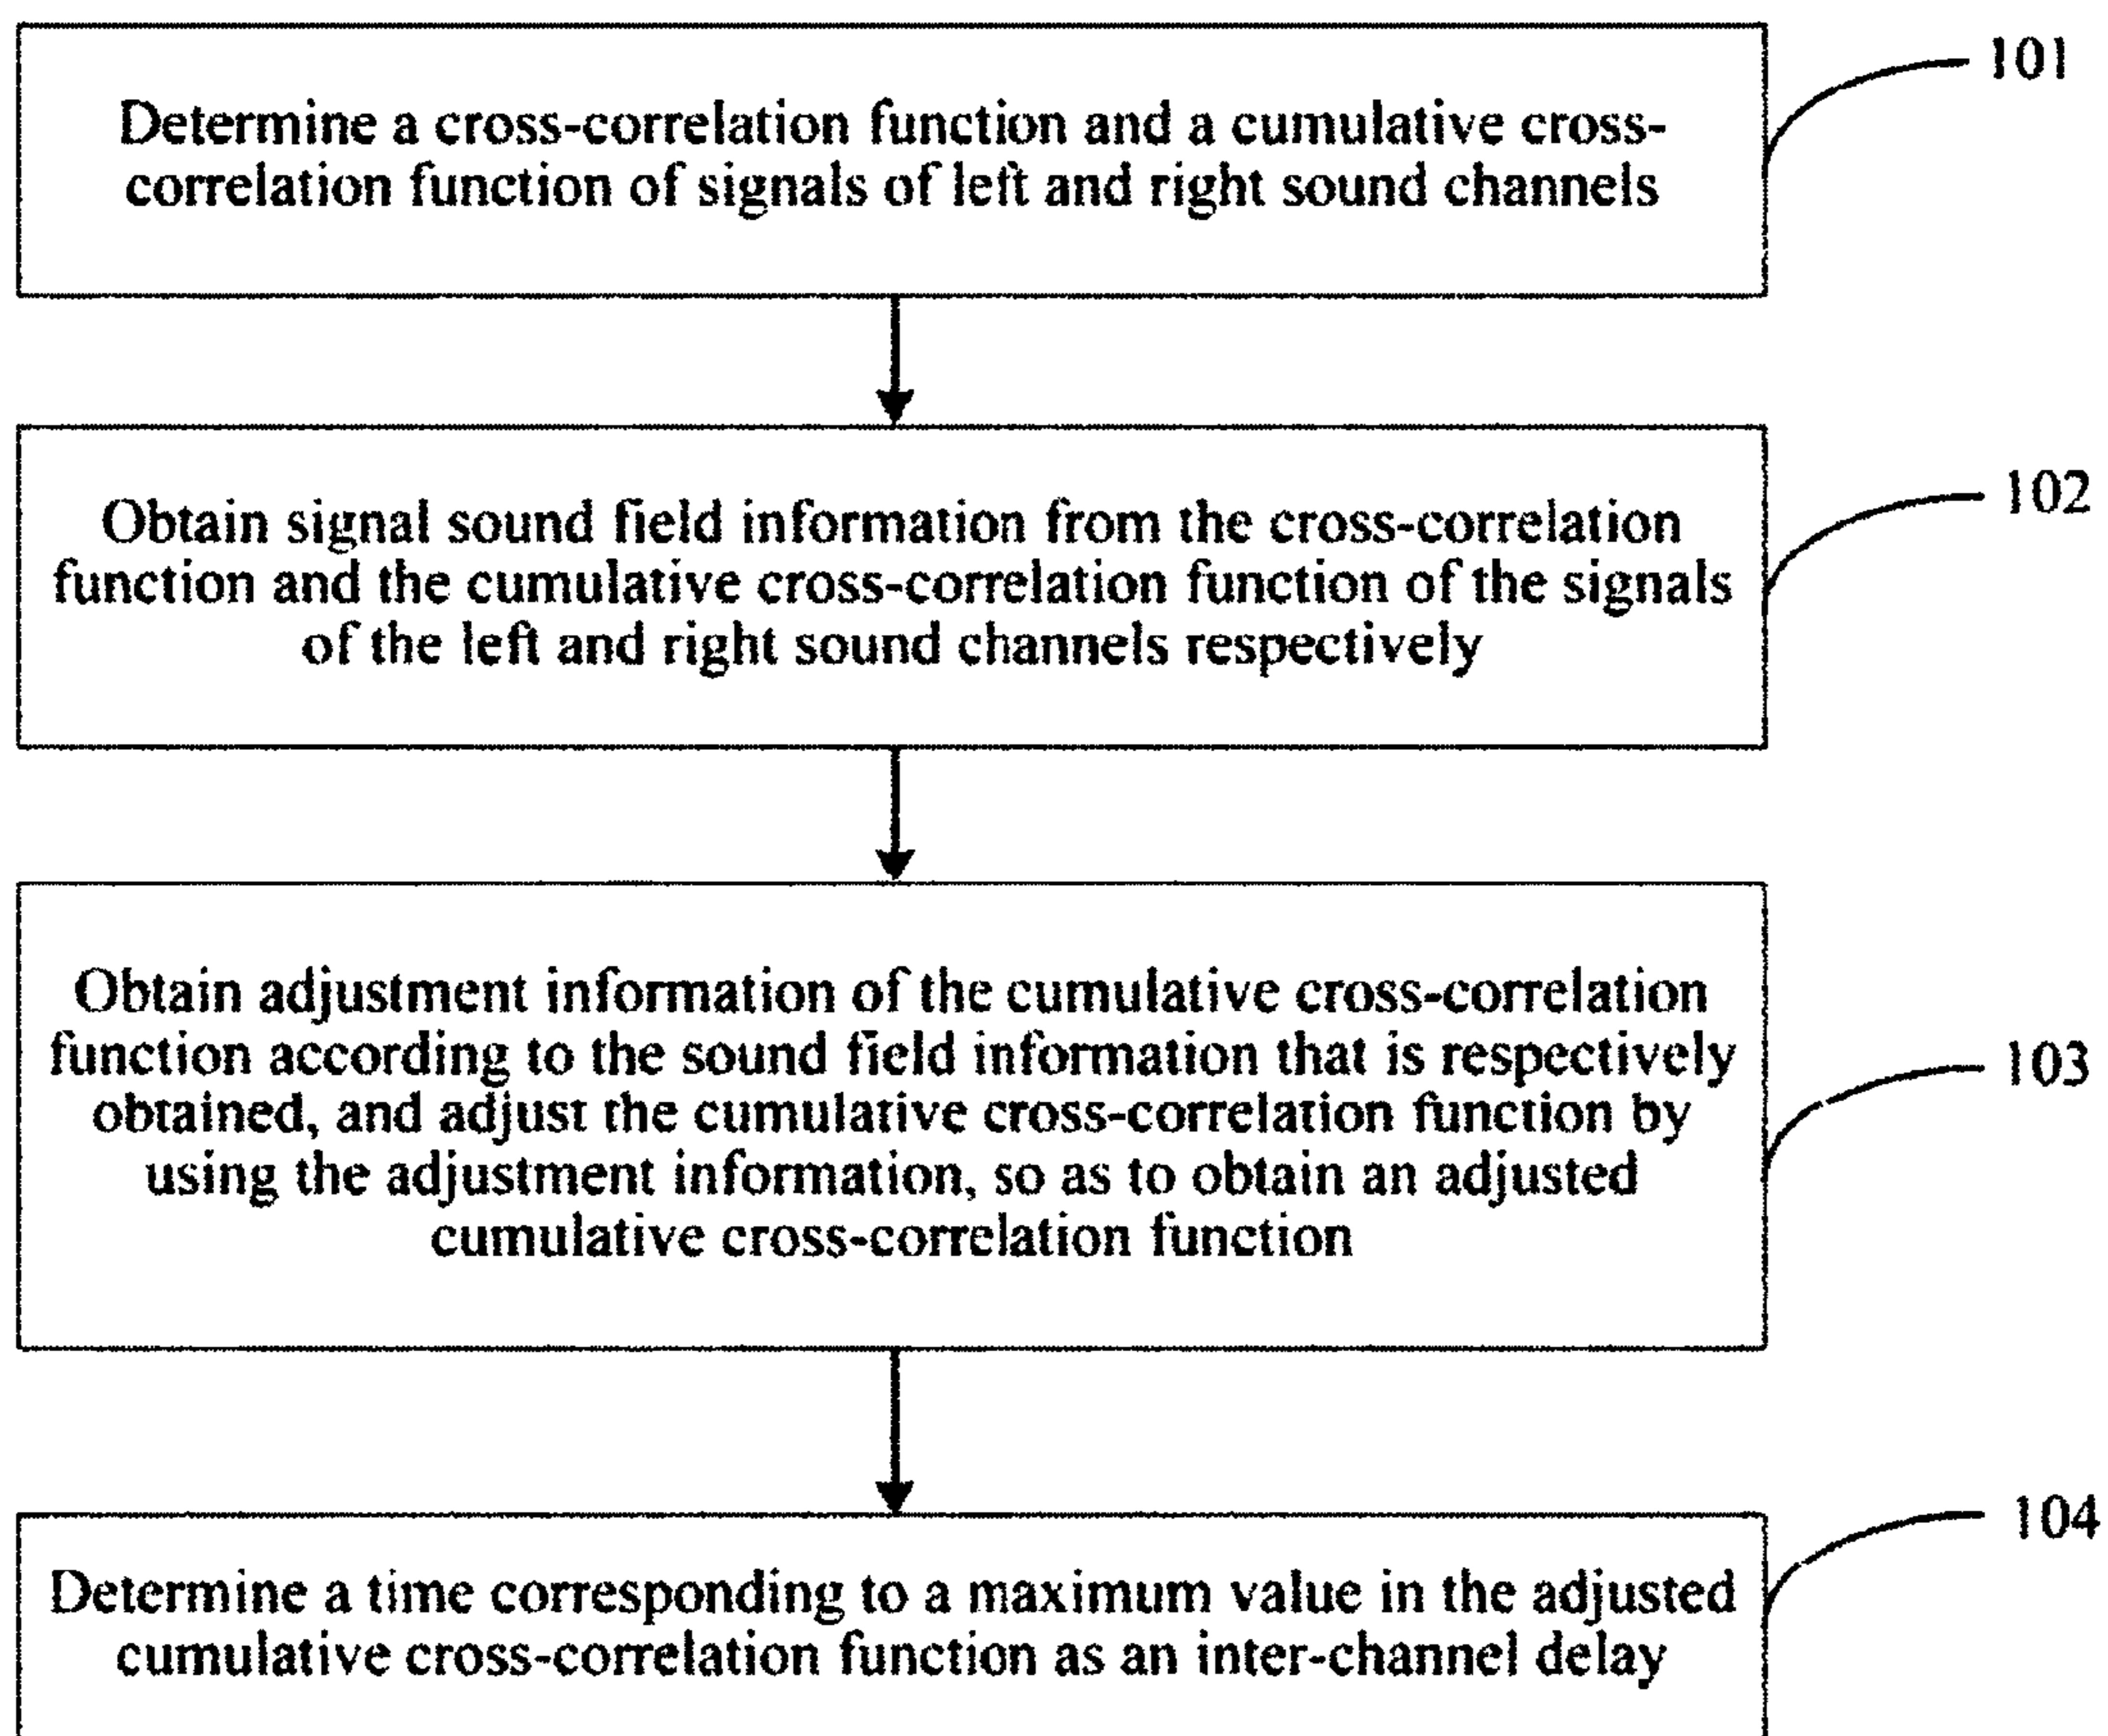 101
Determine a cross-correlation function and a cumulative cross-
correlation function of signals of left and right sound channels
102
Obtain signal sound field information from the cross-correlation
function and the cumulative cross-correlation function of the signals
of the left and right sound channels respectively
103
Obtain adjustment information of the cumulative cross-correlation
function according to the sound field information that is respectively
obtained, and adjust the cumulative cross-correlation function by
using the adjustment information, so as to obtain an adjusted
cumulative cross-correlation function
104
Determine a time corresponding to a maximum value in the adjusted
cumulative cross-correlation function as an inter-channel delay